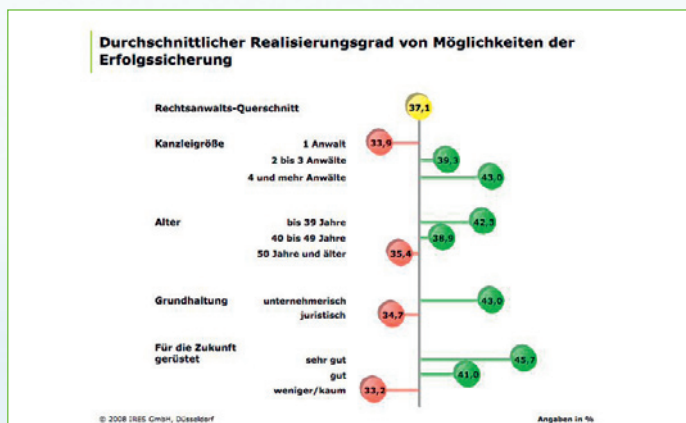 Durchschnittlicher Realisierungsgrad von Möglichkeiten der
Erfolgssicherung
Rechtsanwalts-Querschnitt 37,1
Kanzleigröße 1 Anwalt 33,9
2 bis 3 Anwälte 39,3
4 und mehr Anwälte 43,0
Alter bis 39 Jahre 42,3
40 bis 49 Jahre 38,9
50 Jahre und älter 35,4
Grundhaltung unternehmerisch 43,0
juristisch 34,7
Für die Zukunft
gerüstet sehr gut 45,7
gut 41,0
weniger/kaum 33,2
© 2008 IRES GmbH, Düsseldorf Angaben in %